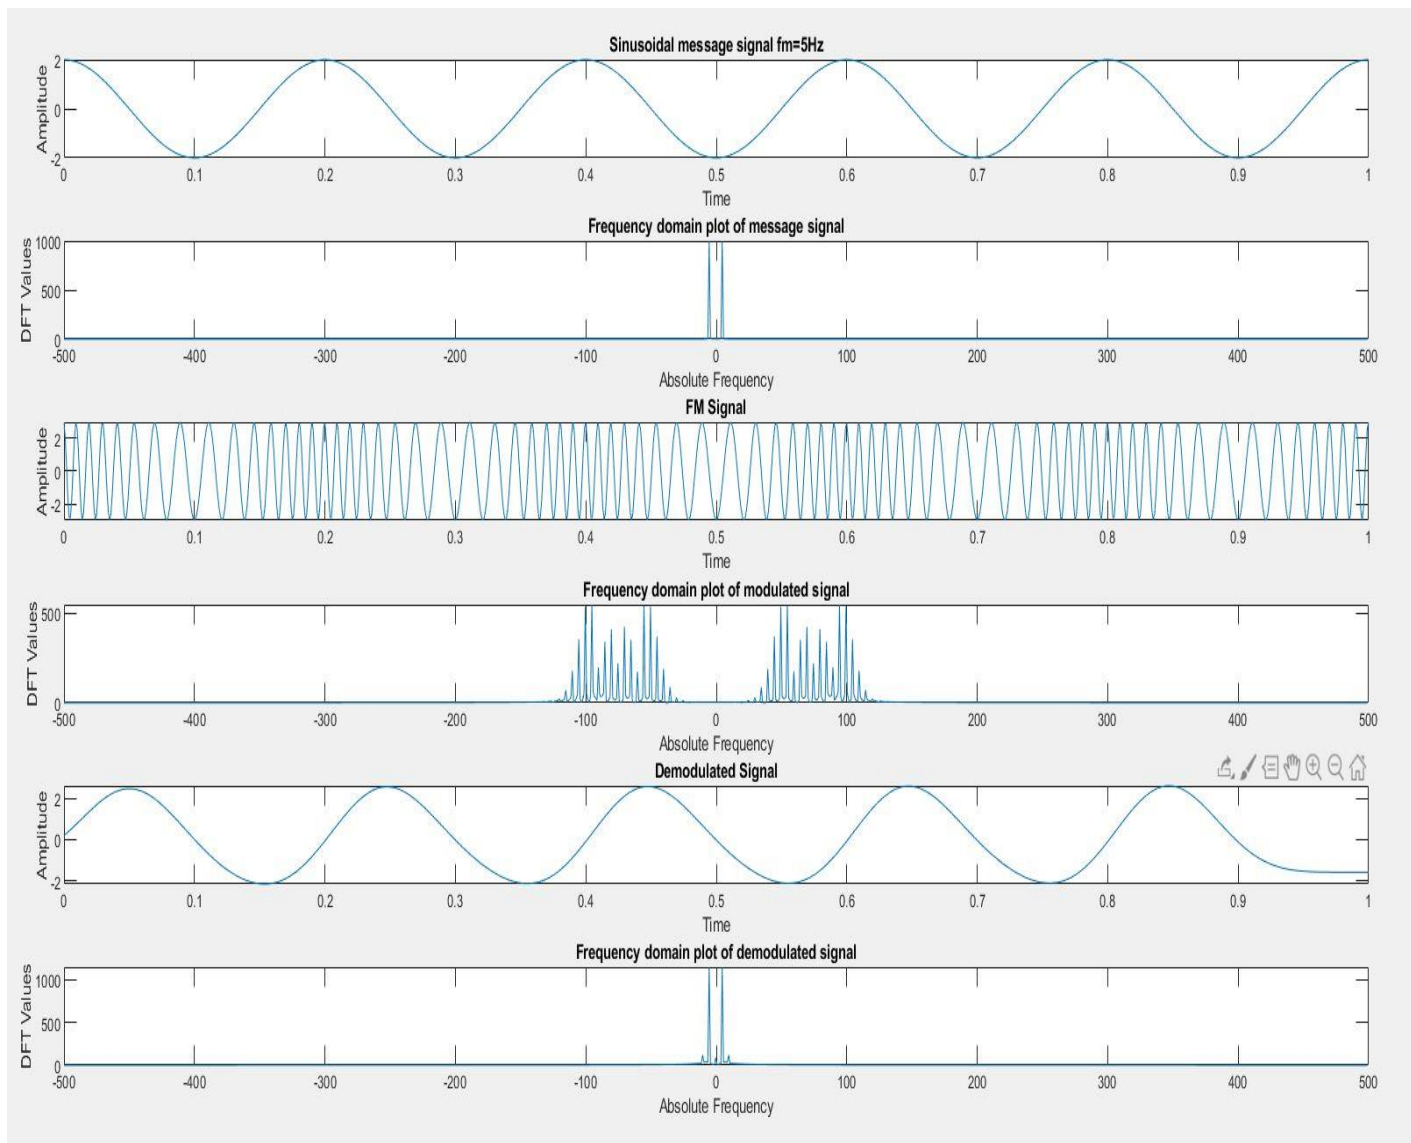 Sinusoidal message signal fm=5Hz
Amplitude
2
0
-2
0 0.1 0.2 0.3 0.4 0.5 0.6 0.7 0.8 0.9 1
Time
Frequency domain plot of message signal
DFT Values
1000
500
0
-500 -400 -300 -200 -100 0 100 200 300 400 500
Absolute Frequency
FM Signal
Amplitude
2
0
-2
0 0.1 0.2 0.3 0.4 0.5 0.6 0.7 0.8 0.9 1
Time
Frequency domain plot of modulated signal
DFT Values
500
0
-500 -400 -300 -200 -100 0 100 200 300 400 500
Absolute Frequency
Demodulated Signal
Amplitude
2
0
-2
0 0.1 0.2 0.3 0.4 0.5 0.6 0.7 0.8 0.9 1
Time
Frequency domain plot of demodulated signal
DFT Values
1000
500
0
-500 -400 -300 -200 -100 0 100 200 300 400 500
Absolute Frequency